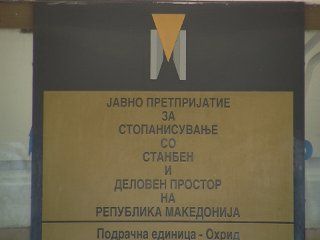 ЈАВНО ПРЕТПРИЈАТИЕ
ЗА
СТОПАНИСУВАЊЕ
СО
СТАНБЕН
И
ДЕЛОВЕН ПРОСТОР
НА
РЕПУБЛИКА МАКЕДОНИЈА
Подрачна единица - Охрид